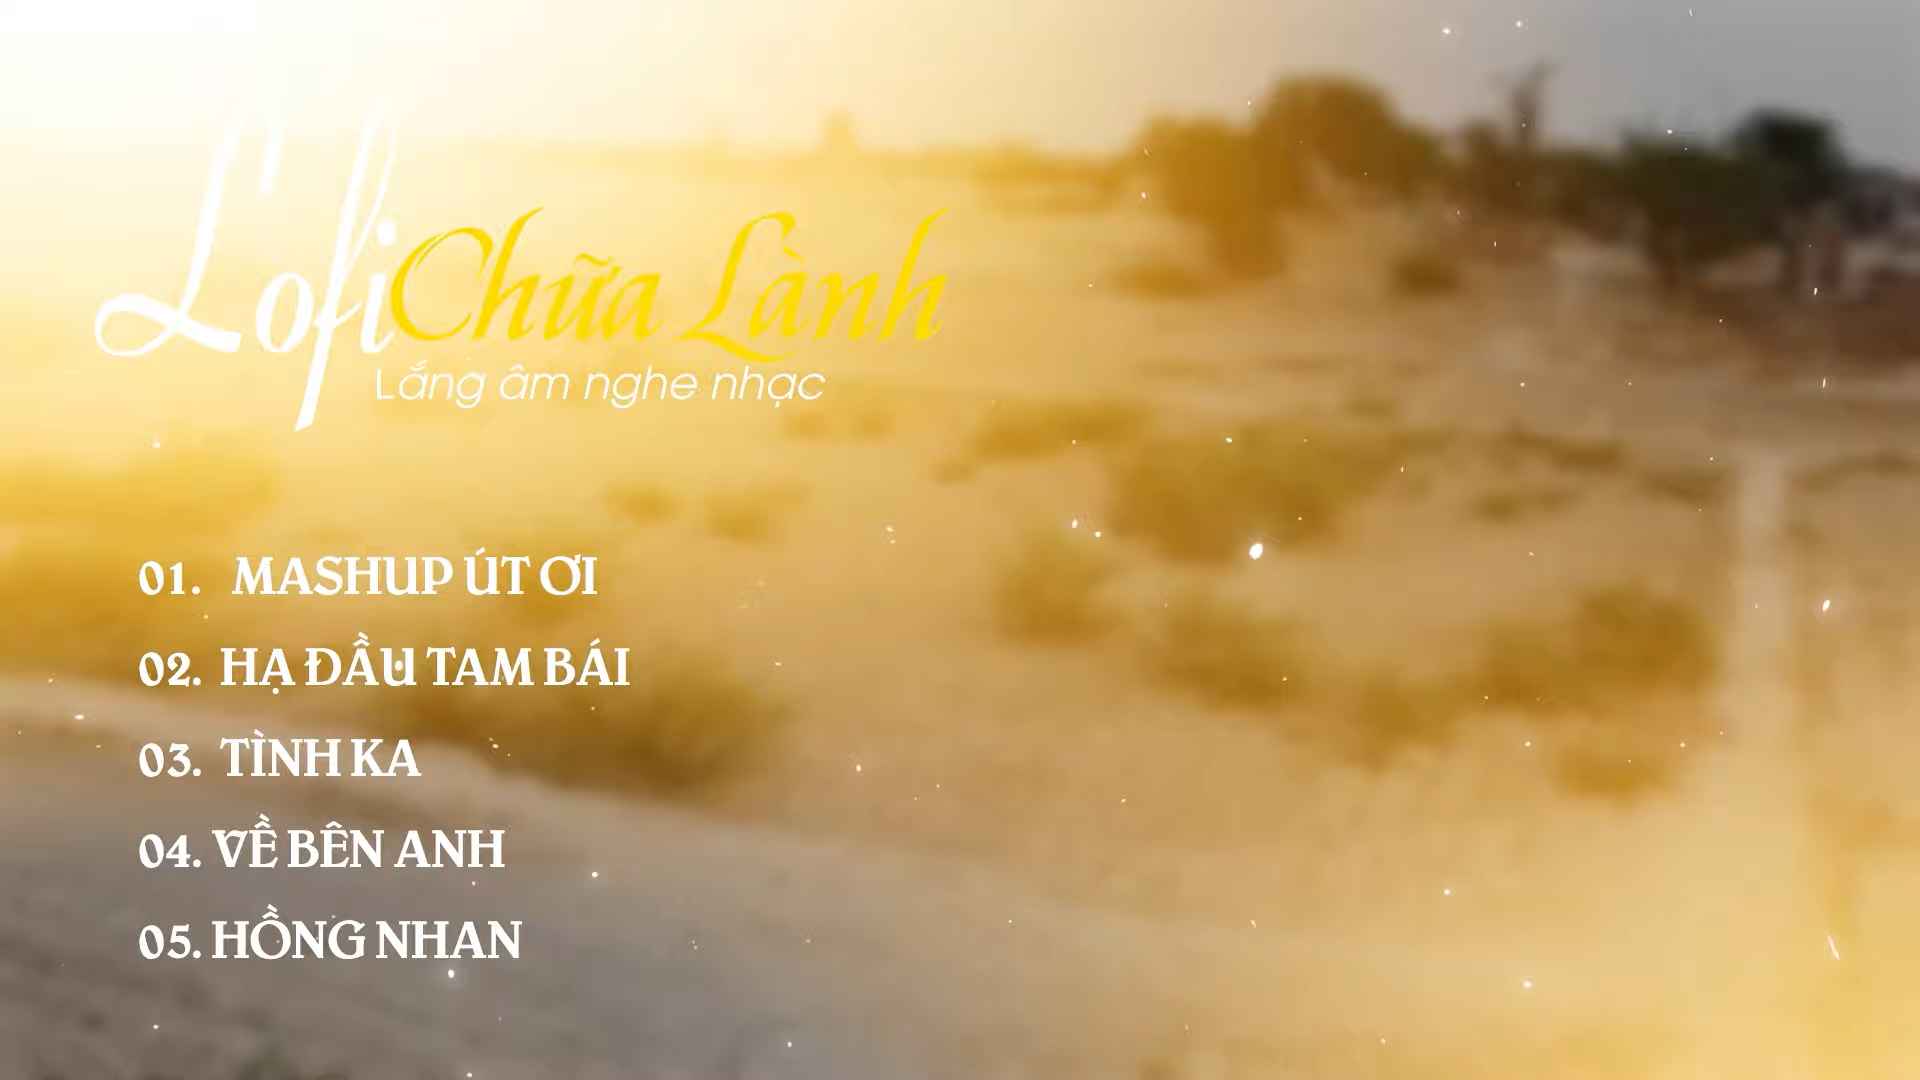 Lofi Chữa Lành
Lắng âm nghe nhạc
01. MASHUP ÚT ƠI
02. HẠ ĐẦU TAM BÁI
03. TÌNH KA
04. VỀ BÊN ANH
05. HỒNG NHAN